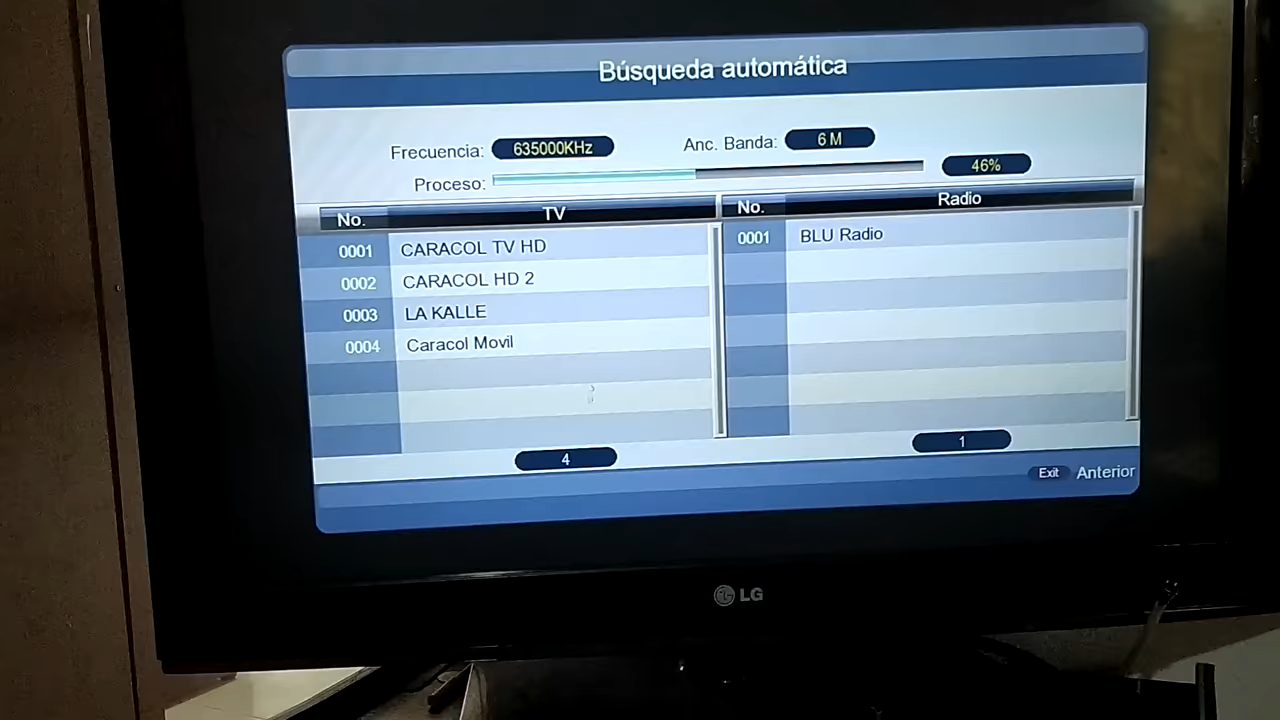 Búsqueda automática
Frecuencia: 635000KHz Anc. Banda: 6 M
Proceso: 46%
No. TV No. Radio
0001 CARACOL TV HD 0001 BLU Radio
0002 CARACOL HD 2
0003 LA KALLE
0004 Caracol Movil
4 1
Exit Anterior
LG